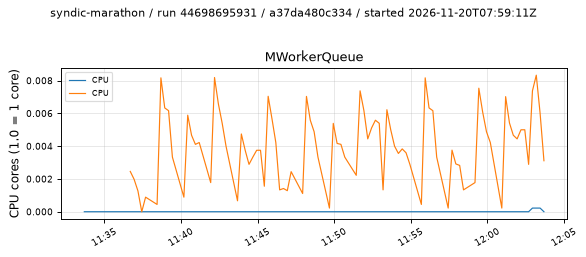 syndic-marathon / run 44698695931 / a37da480c334 / started 2026-11-20T07:59:11Z
MWorkerQueue
CPU
CPU
CPU cores (1.0 = 1 core)
0.008
0.006
0.004
0.002
0.000
11:35
11:40
11:45
11:50
11:55
12:00
12:05